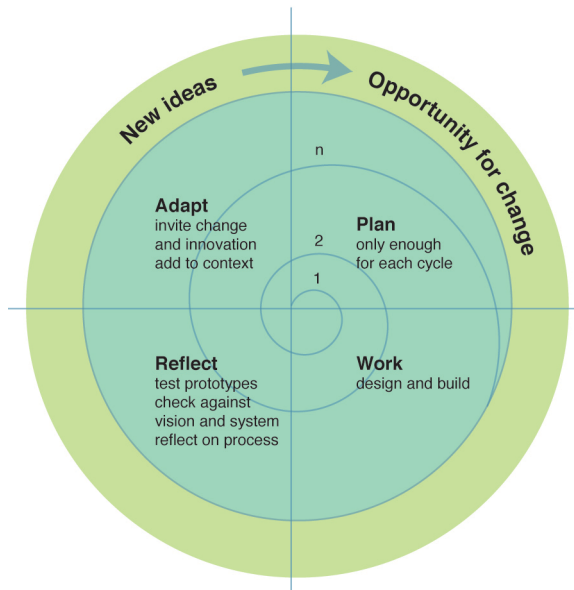 New ideas
Opportunity for change
n
Adapt
invite change
and innovation
add to context
Plan
only enough
for each cycle
2
1
Reflect
test prototypes
check against
vision and system
reflect on process
Work
design and build